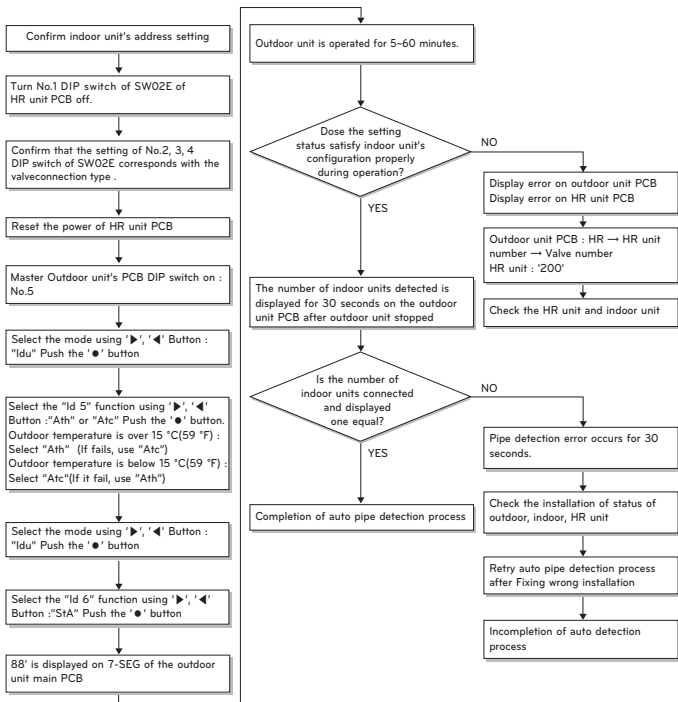 Confirm indoor unit's address setting
Turn No.1 DIP switch of SW02E of
HR unit PCB off.
Confirm that the setting of No.2, 3, 4
DIP switch of SW02E corresponds with the
valveconnection type .
Reset the power of HR unit PCB
Master Outdoor unit's PCB DIP switch on :
No.5
Select the mode using '▶', '◀' Button :
"Idu" Push the '●' button
Select the "Id 5" function using '▶', '◀'
Button :"Ath" or "Atc" Push the '●' button.
Outdoor temperature is over 15 °C(59 °F) :
Select "Ath" (If fails, use "Atc")
Outdoor temperature is below 15 °C(59 °F) :
Select "Atc"(If it fail, use "Ath")
Select the mode using '▶', '◀' Button :
"Idu" Push the '●' button
Select the "Id 6" function using '▶', '◀'
Button :"StA" Push the '●' button
88' is displayed on 7-SEG of the outdoor
unit main PCB
Outdoor unit is operated for 5-60 minutes.
Dose the setting
status satisfy indoor unit's
configuration properly
during operation?
NO
YES
Display error on outdoor unit PCB
Display error on HR unit PCB
Outdoor unit PCB : HR → HR unit
number → Valve number
HR unit : '200'
Check the HR unit and indoor unit
The number of indoor units detected is
displayed for 30 seconds on the outdoor
unit PCB after outdoor unit stopped
Is the number of
indoor units connected
and displayed
one equal?
NO
YES
Completion of auto pipe detection process
Pipe detection error occurs for 30
seconds.
Check the installation of status of
outdoor, indoor, HR unit
Retry auto pipe detection process
after Fixing wrong installation
Incompletion of auto detection
process